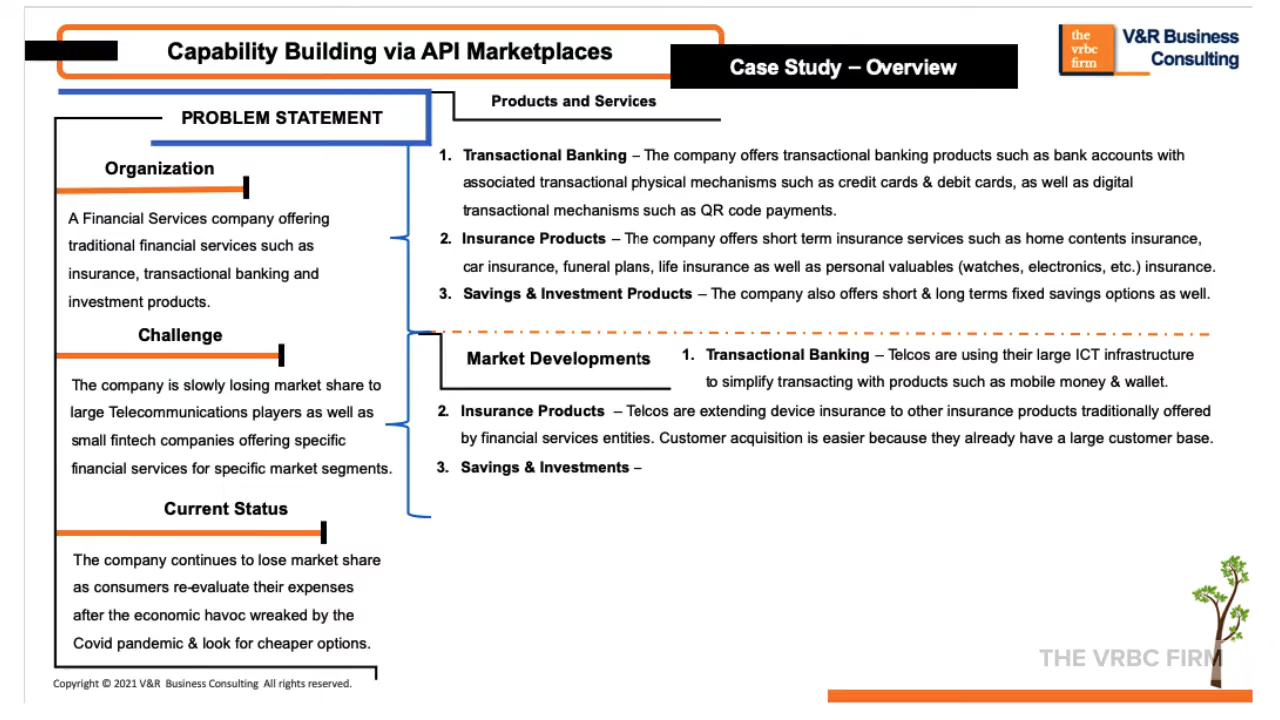 Capability Building via API Marketplaces
Case Study – Overview
the
vrbc
firm
V&R Business
Consulting
PROBLEM STATEMENT
Organization
A Financial Services company offering
traditional financial services such as
insurance, transactional banking and
investment products.
Challenge
The company is slowly losing market share to
large Telecommunications players as well as
small fintech companies offering specific
financial services for specific market segments.
Current Status
The company continues to lose market share
as consumers re-evaluate their expenses
after the economic havoc wreaked by the
Covid pandemic & look for cheaper options.
Products and Services
1. Transactional Banking – The company offers transactional banking products such as bank accounts with
associated transactional physical mechanisms such as credit cards & debit cards, as well as digital
transactional mechanisms such as QR code payments.
2. Insurance Products – The company offers short term insurance services such as home contents insurance,
car insurance, funeral plans, life insurance as well as personal valuables (watches, electronics, etc.) insurance.
3. Savings & Investment Products – The company also offers short & long terms fixed savings options as well.
Market Developments
1. Transactional Banking – Telcos are using their large ICT infrastructure
to simplify transacting with products such as mobile money & wallet.
2. Insurance Products – Telcos are extending device insurance to other insurance products traditionally offered
by financial services entities. Customer acquisition is easier because they already have a large customer base.
3. Savings & Investments –
THE VRBC FIRM
Copyright © 2021 V&R Business Consulting All rights reserved.